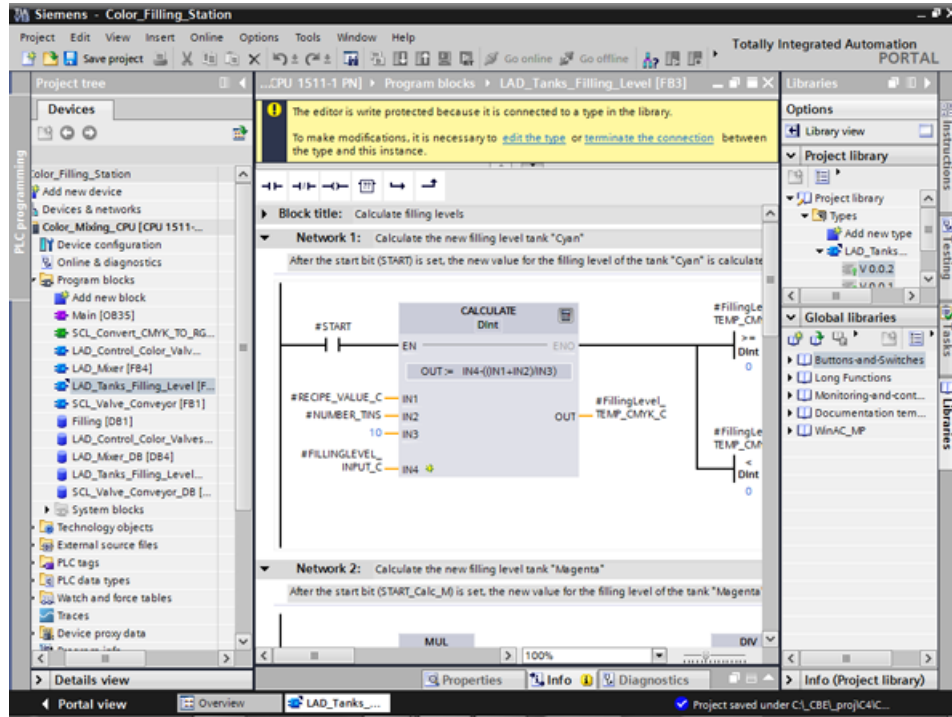 Siemens - Color_Filling_Station
Project Edit View Insert Online Options Tools Window Help
Save project Go online Go offline
Totally Integrated Automation
PORTAL
Project tree
...CPU 1511-1 PN] Program blocks LAD_Tanks_Filling_Level [FB3]
Libraries
Devices
PLC programming
Color_Filling_Station
Add new device
Devices & networks
Color_Mixing_CPU [CPU 1511-...
Device configuration
Online & diagnostics
Program blocks
Add new block
Main [OB35]
SCL_Convert_CMYK_TO_RG...
LAD_Control_Color_Valv...
LAD_Mixer [FB4]
LAD_Tanks_Filling_Level [F...
SCL_Valve_Conveyor [FB1]
Filling [DB1]
LAD_Control_Color_Valves...
LAD_Mixer_DB [DB4]
LAD_Tanks_Filling_Level...
SCL_Valve_Conveyor_DB [...
System blocks
Technology objects
External source files
PLC tags
PLC data types
Watch and force tables
Traces
Device proxy data
Details view
The editor is write protected because it is connected to a type in the library.
To make modifications, it is necessary to edit the type or terminate the connection between
the type and this instance.
Block title: Calculate filling levels
Network 1: Calculate the new filling level tank "Cyan"
After the start bit (START) is set, the new value for the filling level of the tank "Cyan" is calculate
#START
CALCULATE
DInt
EN ENO
OUT := IN4-((IN1+IN2)/IN3)
#RECIPE_VALUE_C IN1
#NUMBER_TINS IN2
10 IN3
#FILLINGLEVEL_
INPUT_C IN4
#FillingLevel_
OUT TEMP_CMYK_C
#FillingLe
TEMP_CM
>=
DInt
0
#FillingLe
TEMP_CM
<
DInt
0
Network 2: Calculate the new filling level tank "Magenta"
After the start bit (START_Calc_M) is set, the new value for the filling level of the tank "Magenta
MUL DIV
100%
Properties Info Diagnostics
Options
Library view
Project library
Project library
Types
Add new type
LAD_Tanks...
V 0.0.2
V 0.0.1
Global libraries
Buttons-and-Switches
Long Functions
Monitoring-and-cont...
Documentation tem...
WinAC_MP
Info (Project library)
Instructions
Testing
Tasks
Libraries
Portal view Overview LAD_Tanks_... Project saved under C:\_CBE\_proj\C4\C...